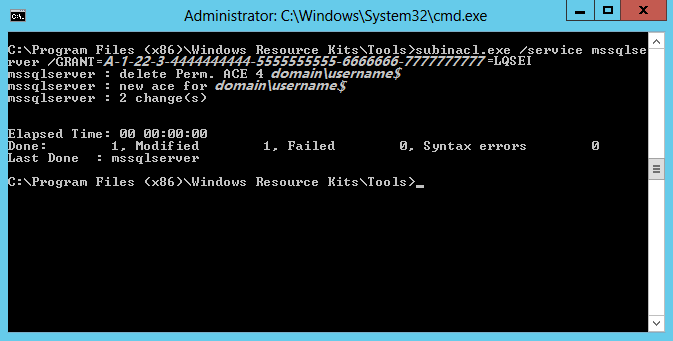 Administrator: C:\Windows\System32\cmd.exe
C:\Program Files (x86)\Windows Resource Kits\Tools>subinacl.exe /service mssqlse
rver /GRANT=A-1-22-3-4444444444-5555555555-6666666-7777777777=LQSEI
mssqlserver : delete Perm. ACE 4 domain\username$
mssqlserver : new ace for domain\username$
mssqlserver : 2 change(s)
Elapsed Time: 00 00:00:00
Done:        1, Modified        1, Failed        0, Syntax errors        0
Last Done  : mssqlserver
C:\Program Files (x86)\Windows Resource Kits\Tools>_